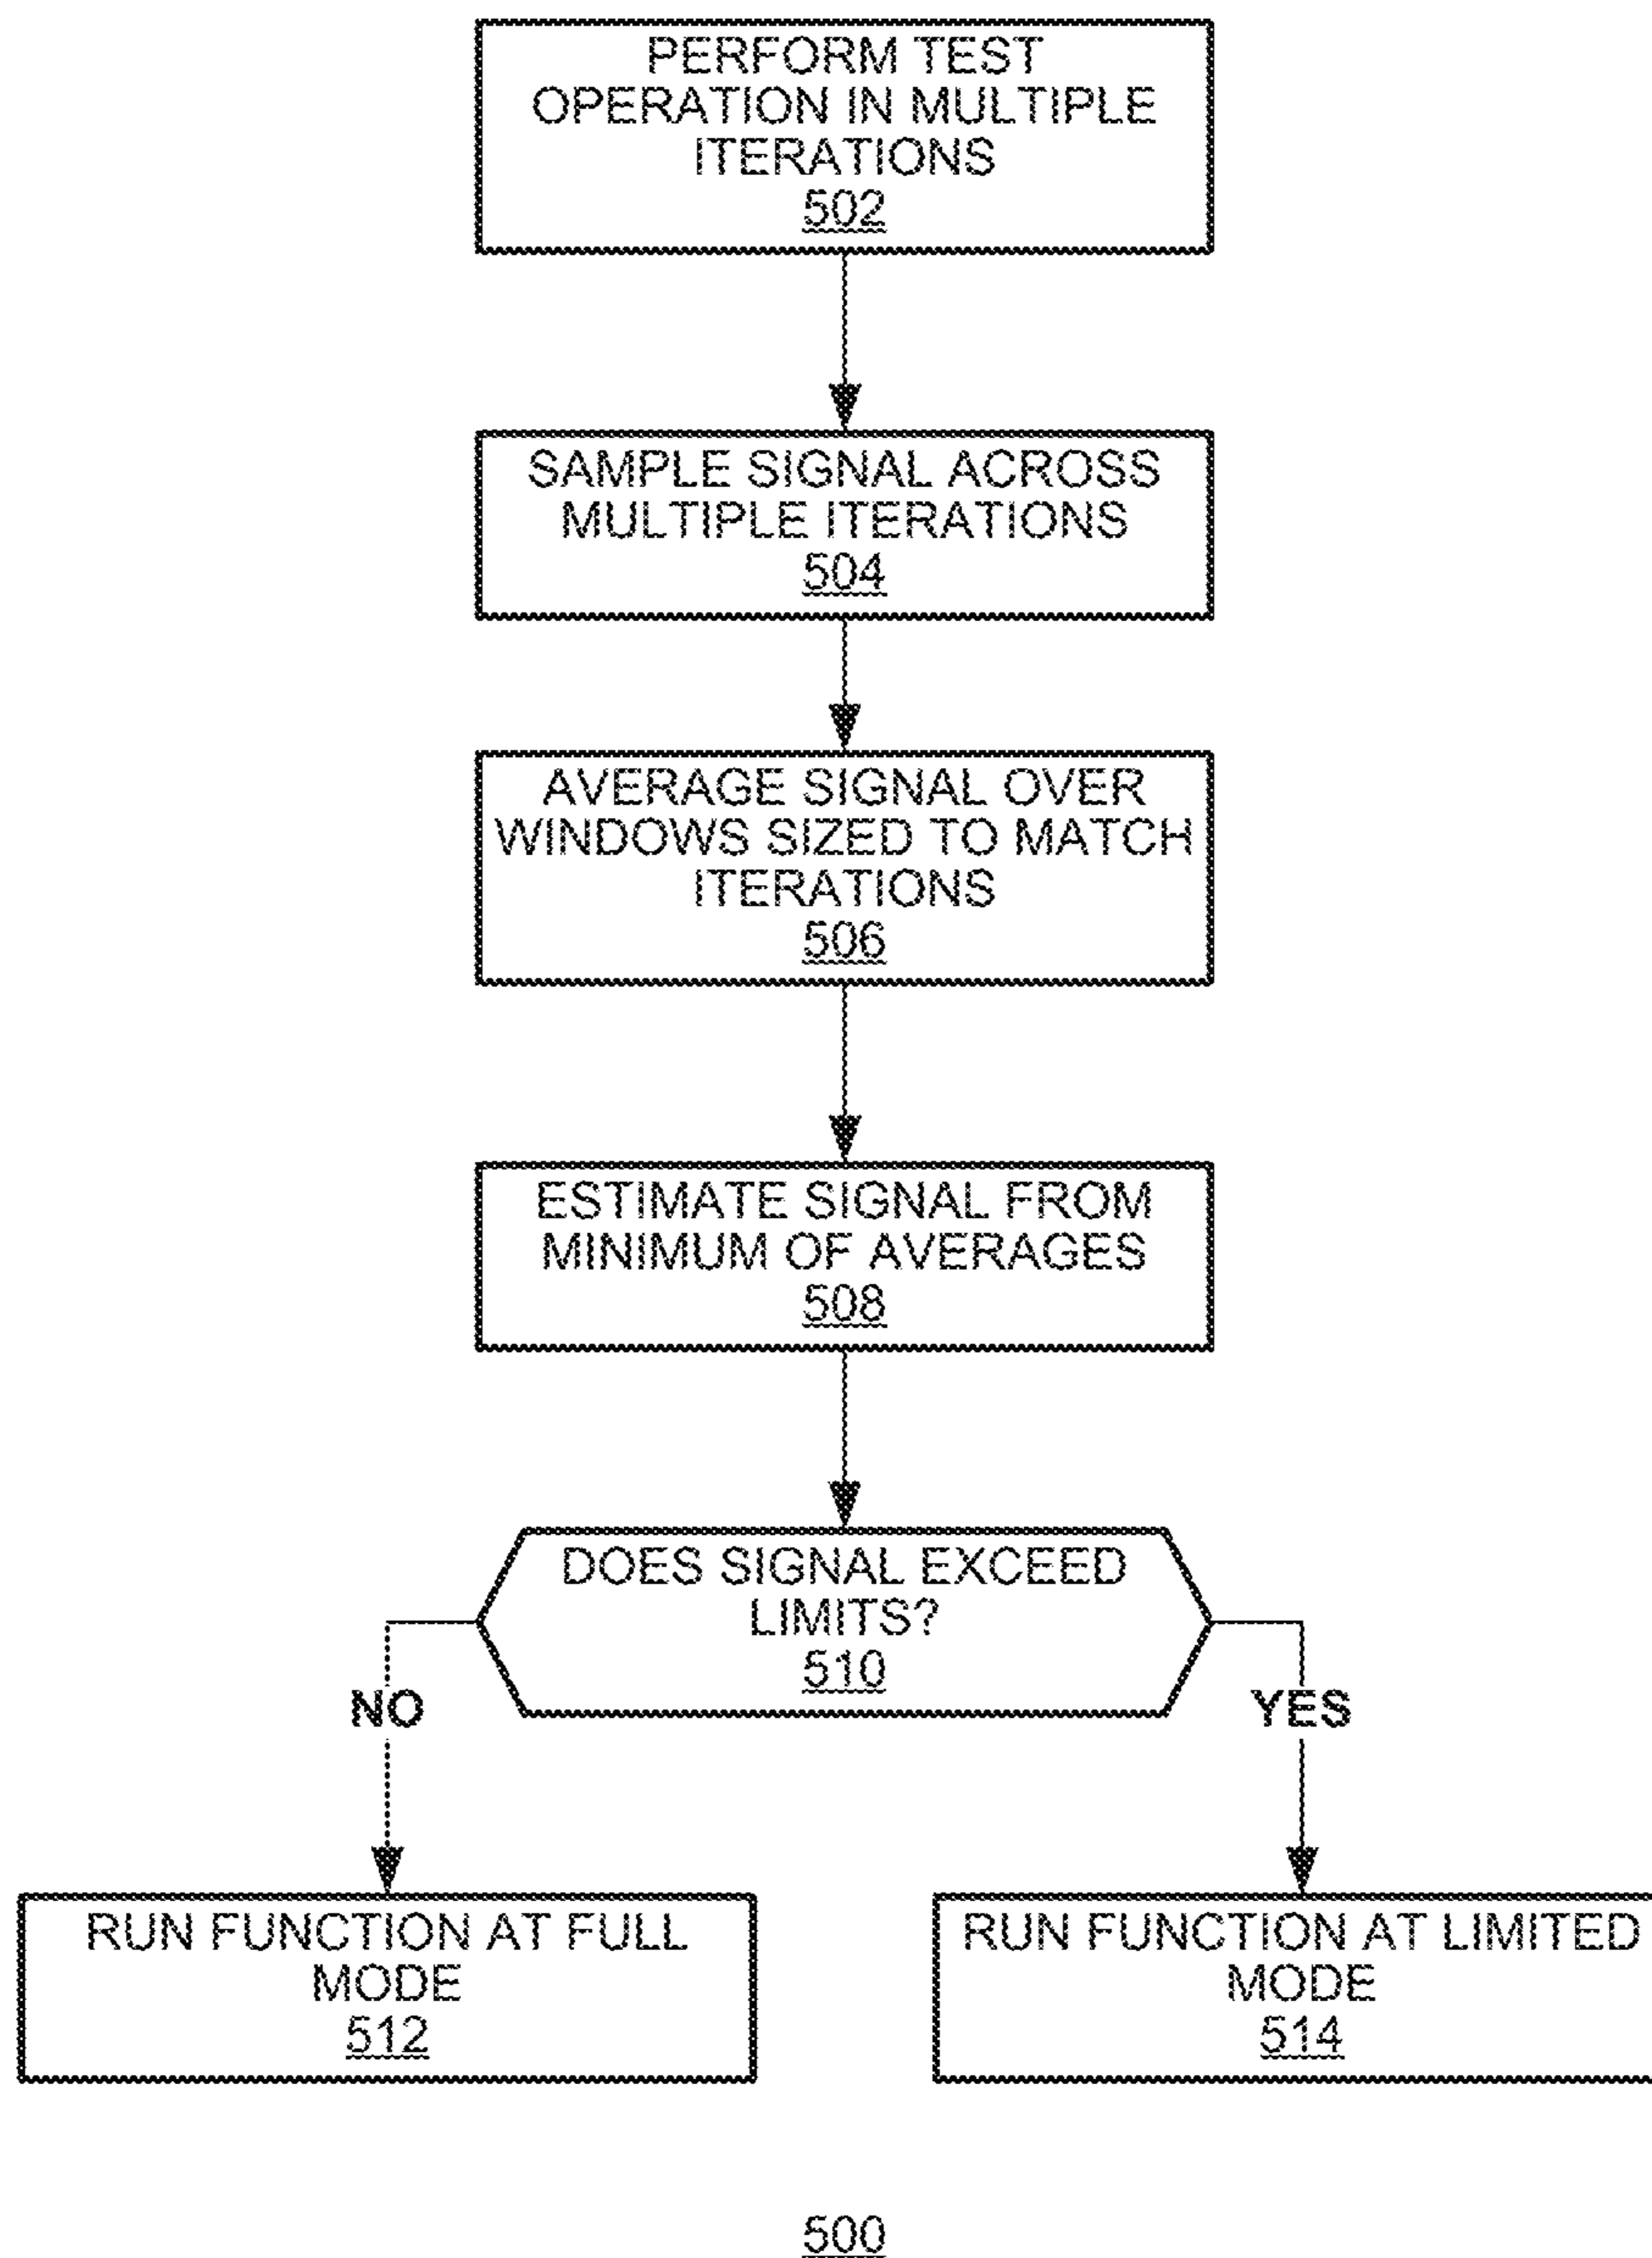 PERFORM TEST
OPERATION IN MULTIPLE
ITERATIONS
502
SAMPLE SIGNAL ACROSS
MULTIPLE ITERATIONS
504
AVERAGE SIGNAL OVER
WINDOWS SIZED TO MATCH
ITERATIONS
506
ESTIMATE SIGNAL FROM
MINIMUM OF AVERAGES
508
DOES SIGNAL EXCEED
LIMITS?
510
NO
YES
RUN FUNCTION AT FULL
MODE
512
RUN FUNCTION AT LIMITED
MODE
514
500